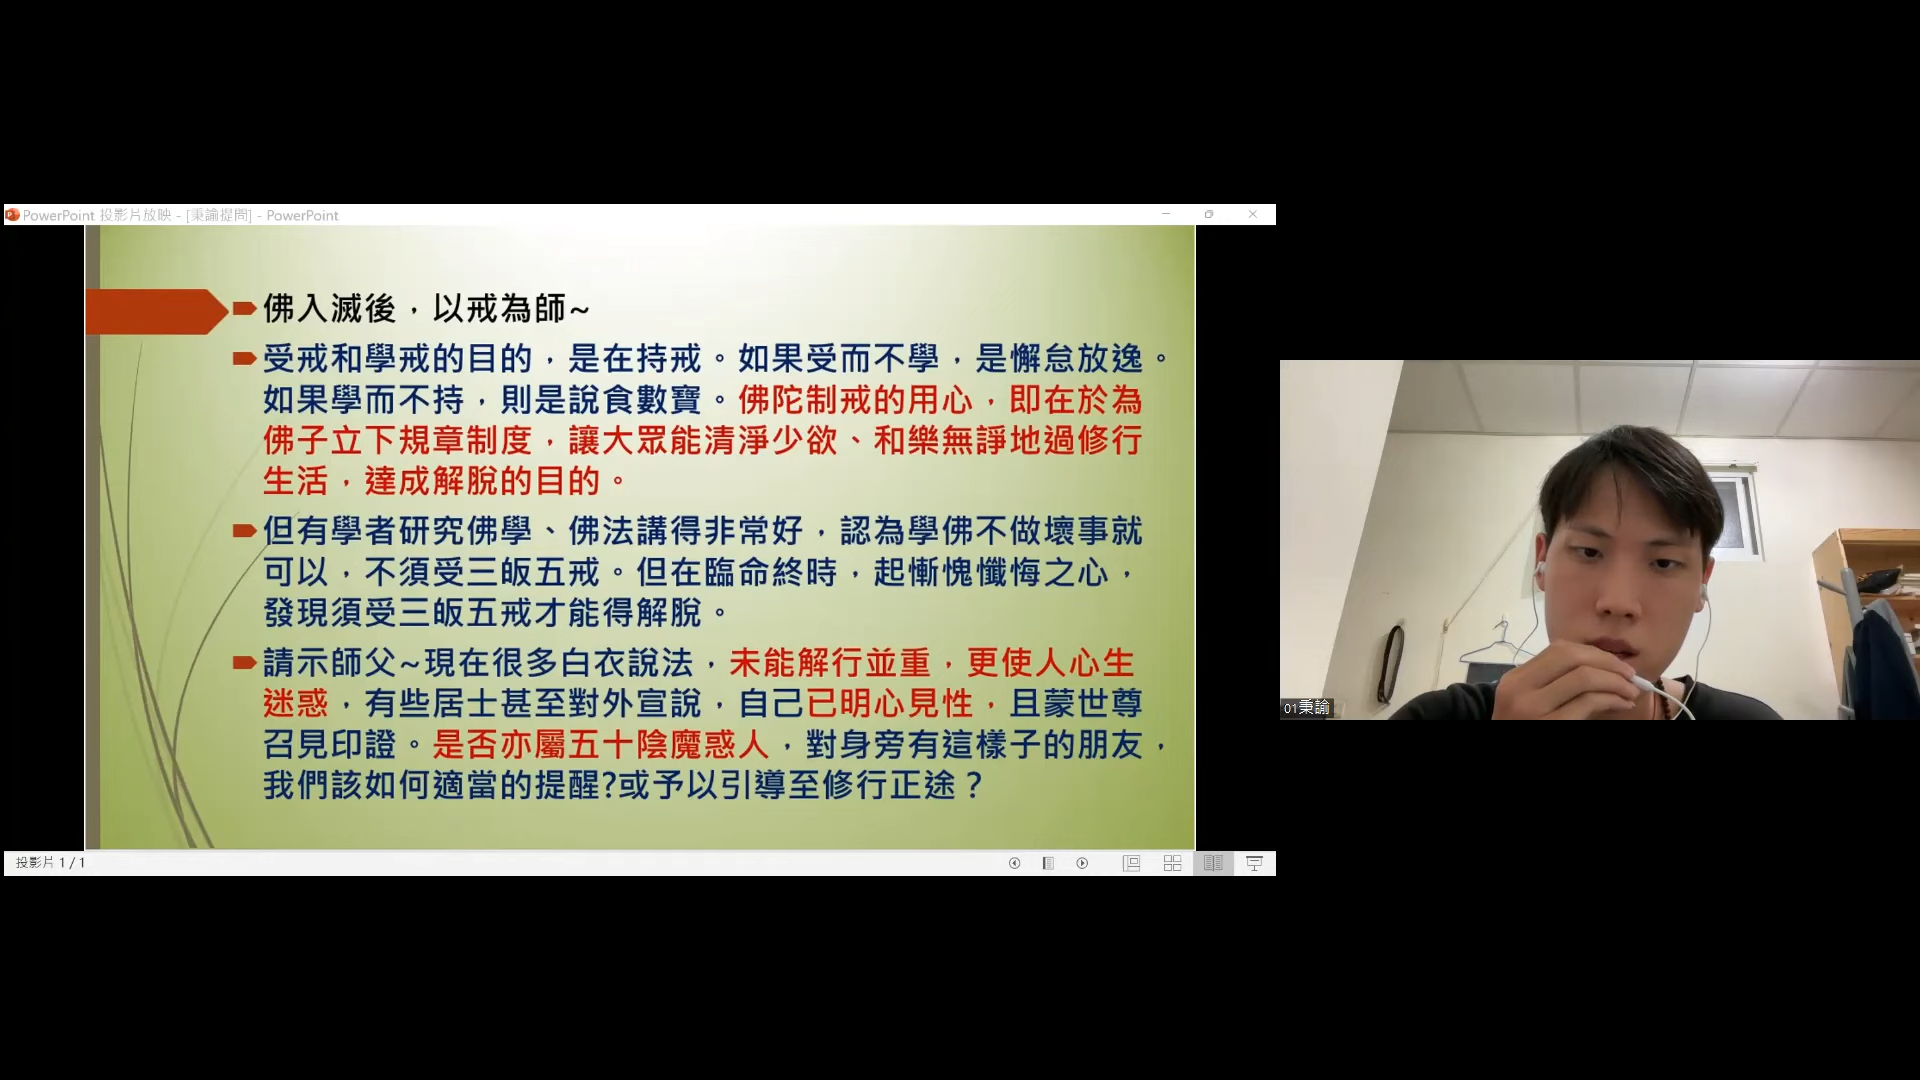 PowerPoint 投影片放映 - [秉諭提問] - PowerPoint
佛入滅後，以戒為師~
受戒和學戒的目的，是在持戒。如果受而不學，是懈怠放逸。
如果學而不持，則是說食數寶。佛陀制戒的用心，即在於為
佛子立下規章制度，讓大眾能清淨少欲、和樂無諍地過修行
生活，達成解脫的目的。
但有學者研究佛學、佛法講得非常好，認為學佛不做壞事就
可以，不須受三皈五戒。但在臨命終時，起慚愧懺悔之心，
發現須受三皈五戒才能得解脫。
請示師父~現在很多白衣說法，未能解行並重，更使人心生
迷惑，有些居士甚至對外宣說，自己已明心見性，且蒙世尊
召見印證。是否亦屬五十陰魔惑人，對身旁有這樣子的朋友，
我們該如何適當的提醒?或予以引導至修行正途？
01秉諭
投影片 1 / 1